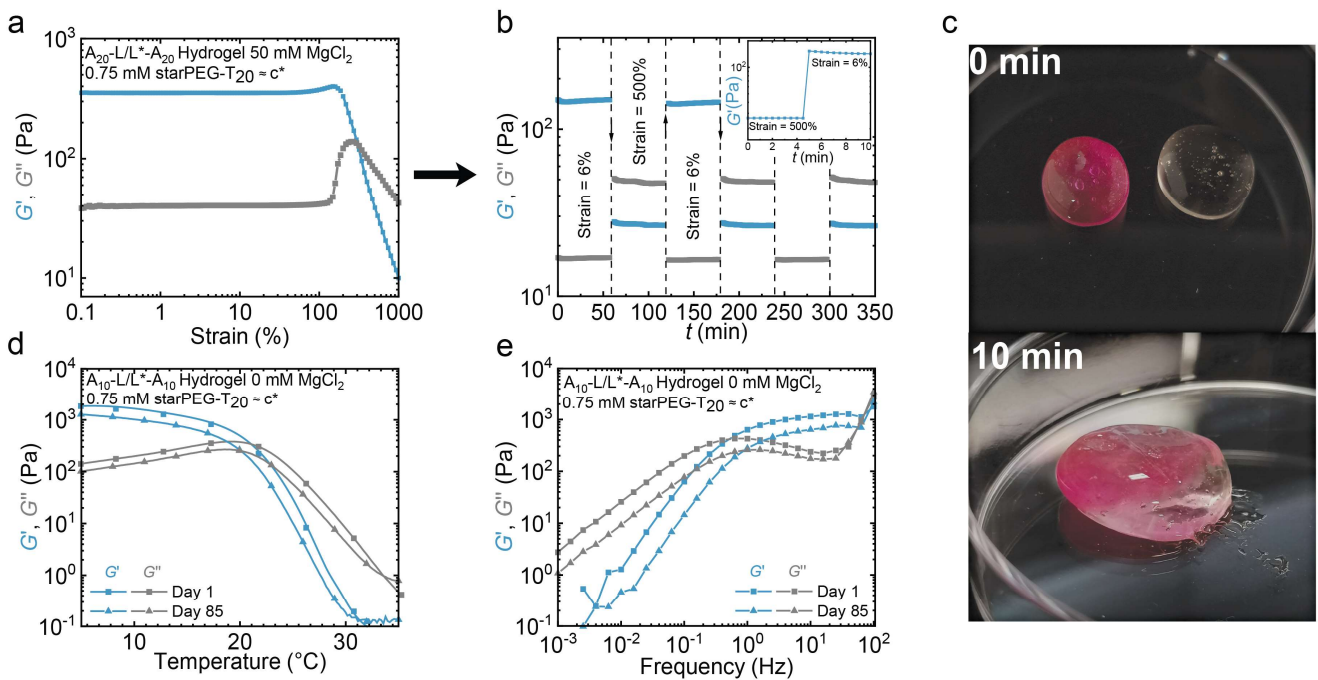 a
A20-L/L*-A20 Hydrogel 50 mM MgCl2
0.75 mM starPEG-T20 ≈ c*
10³
10²
10¹
G', G'' (Pa)
0.1 1 10 100 1000
Strain (%)
b
10²
10¹
G', G'' (Pa)
Strain = 6%
Strain = 500%
Strain = 6%
0 50 100 150 200 250 300 350
t (min)
10²
G'(Pa)
Strain = 6%
Strain = 500%
0 2 4 6 8 10
t (min)
c
0 min
10 min
d
A10-L/L*-A10 Hydrogel 0 mM MgCl2
0.75 mM starPEG-T20 ≈ c*
10⁴
10³
10²
10¹
10⁰
10⁻¹
G', G'' (Pa)
G' G''
Day 1
Day 85
10 20 30
Temperature (°C)
e
A10-L/L*-A10 Hydrogel 0 mM MgCl2
0.75 mM starPEG-T20 ≈ c*
10⁴
10³
10²
10¹
10⁰
10⁻¹
G', G'' (Pa)
G' G''
Day 1
Day 85
10⁻³ 10⁻² 10⁻¹ 10⁰ 10¹ 10²
Frequency (Hz)